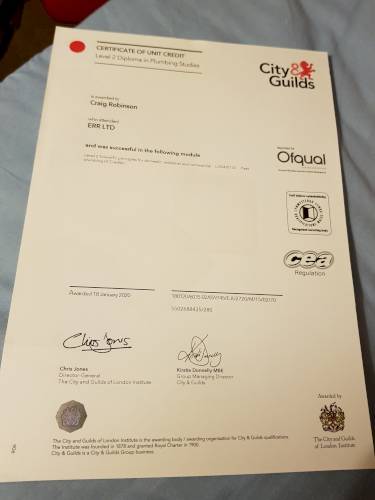 CERTIFICATE OF UNIT CREDIT
Level 2 Diploma in Plumbing Studies
City &
Guilds
is awarded to
Craig Robinson
who attended
ERR LTD
and was successful in the following module
Ofqual
cea
Regulation
Awarded 18 January 2020
5502684435/280
Chris Jones
Chris Jones
Director-General
The City and Guilds of London Institute
Kirstie Donnelly MBE
Group Managing Director
City & Guilds
Awarded by
The City and Guilds of London Institute is the awarding body / awarding organisation for City & Guilds qualifications.
The Institute was founded in 1878 and granted Royal Charter in 1900.
City & Guilds is a City & Guilds Group business.
The City and Guilds
of London Institute